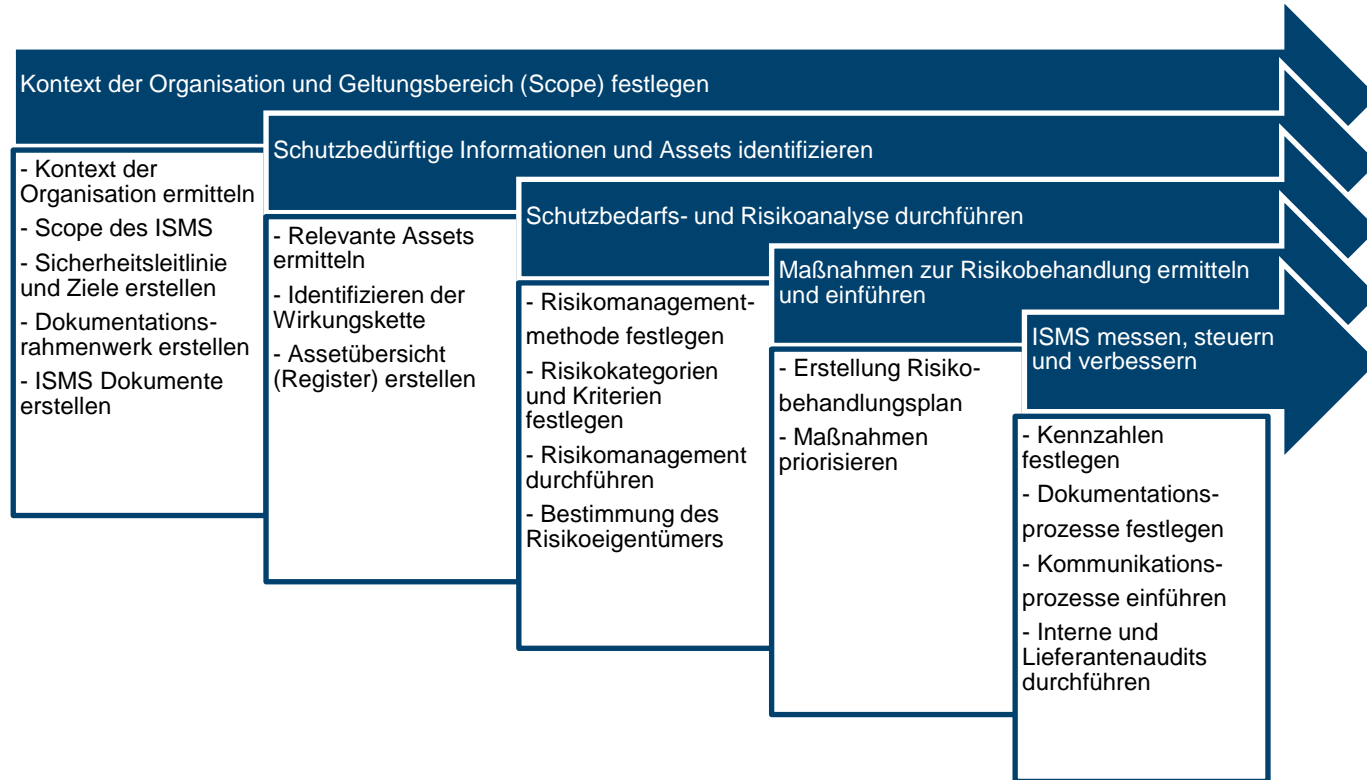 Kontext der Organisation und Geltungsbereich (Scope) festlegen
- Kontext der
Organisation ermitteln
- Scope des ISMS
- Sicherheitsleitlinie
und Ziele erstellen
- Dokumentations-
rahmenwerk erstellen
- ISMS Dokumente
erstellen
Schutzbedürftige Informationen und Assets identifizieren
- Relevante Assets
ermitteln
- Identifizieren der
Wirkungskette
- Assetübersicht
(Register) erstellen
Schutzbedarfs- und Risikoanalyse durchführen
- Risikomanagement-
methode festlegen
- Risikokategorien
und Kriterien
festlegen
- Risikomanagement
durchführen
- Bestimmung des
Risikoeigentümers
Maßnahmen zur Risikobehandlung ermitteln
und einführen
- Erstellung Risiko-
behandlungsplan
- Maßnahmen
priorisieren
ISMS messen, steuern
und verbessern
- Kennzahlen
festlegen
- Dokumentations-
prozesse festlegen
- Kommunikations-
prozesse einführen
- Interne und
Lieferantenaudits
durchführen